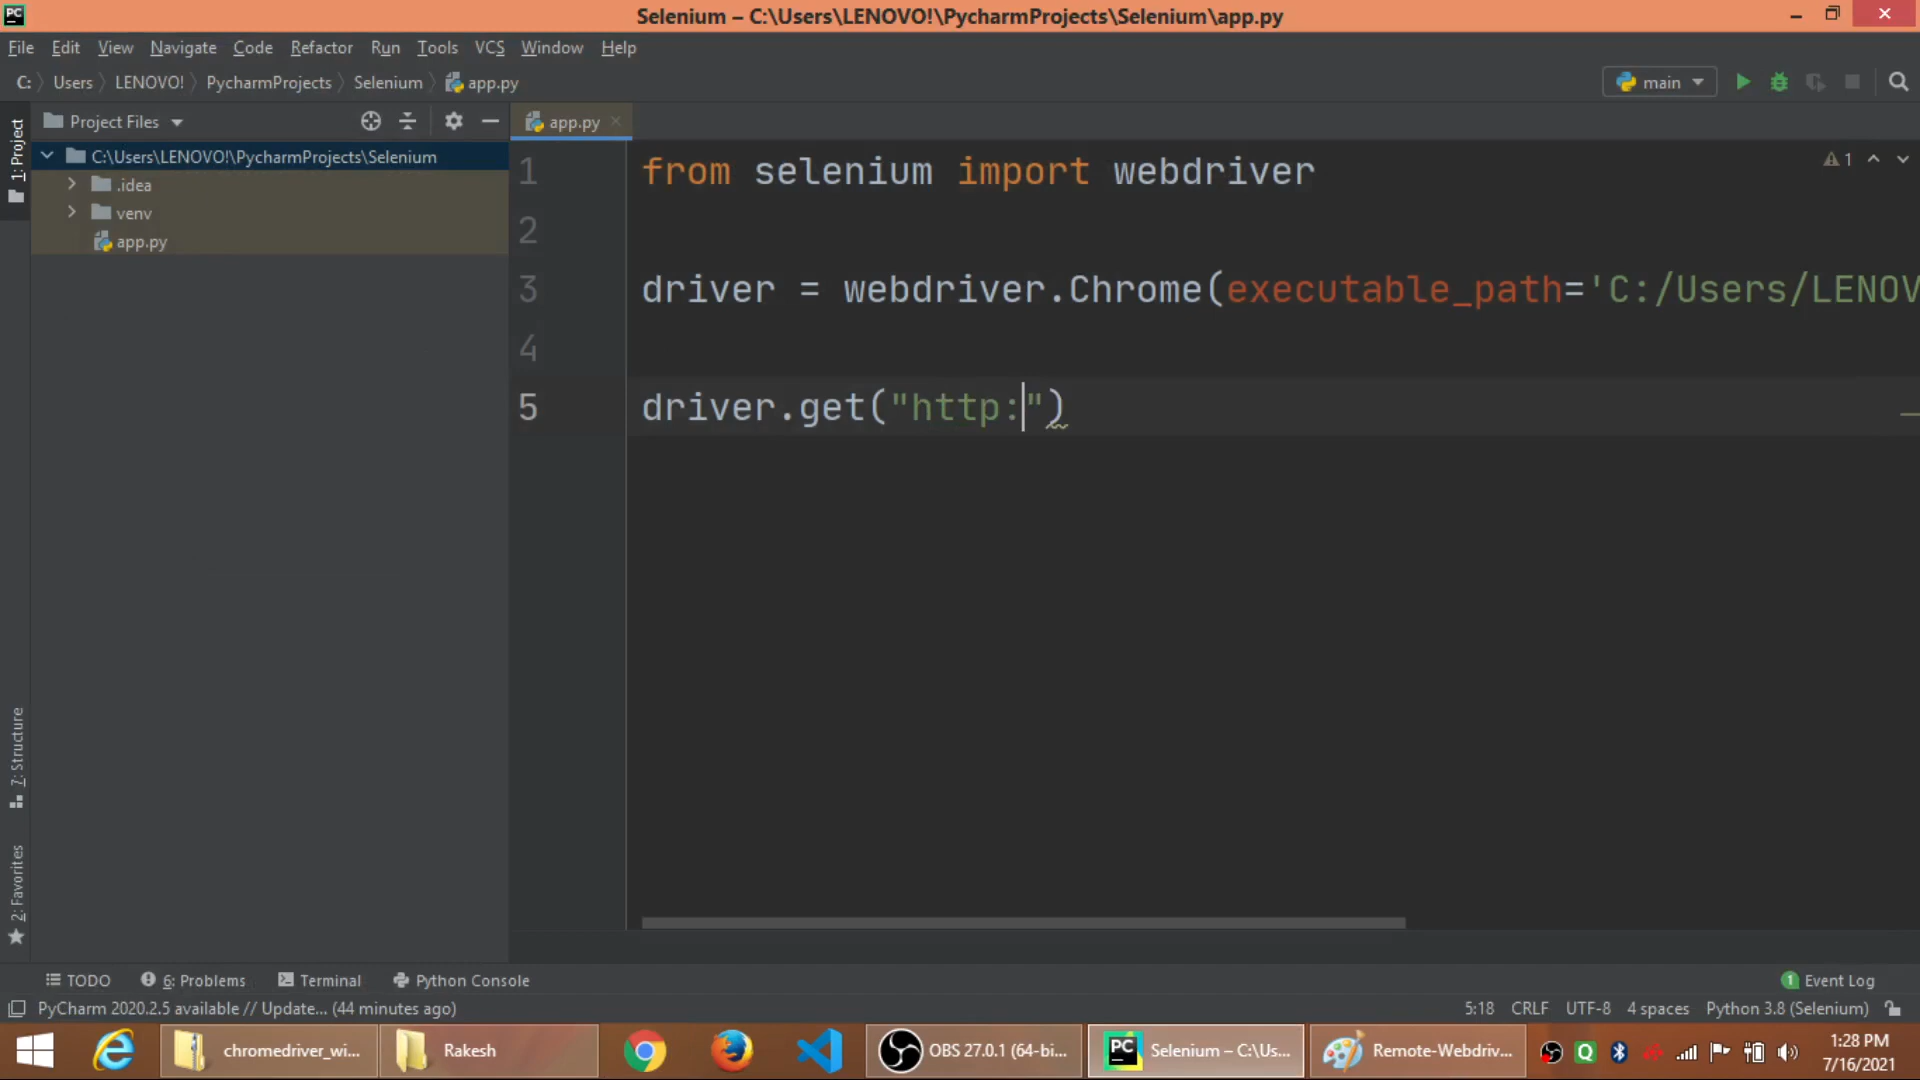 Selenium – C:\Users\LENOVO!\PycharmProjects\Selenium\app.py
File Edit View Navigate Code Refactor Run Tools VCS Window Help
C: Users LENOVO! PycharmProjects Selenium app.py main
Project Files
app.py
1: Project
C:\Users\LENOVO!\PycharmProjects\Selenium
.idea
venv
app.py
1 from selenium import webdriver
1
2
3 driver = webdriver.Chrome(executable_path='C:/Users/LENOV
4
5 driver.get("http:")
7: Structure
2: Favorites
TODO 6: Problems Terminal Python Console 1 Event Log
PyCharm 2020.2.5 available // Update... (44 minutes ago) 5:18 CRLF UTF-8 4 spaces Python 3.8 (Selenium)
chromedriver_wi... Rakesh OBS 27.0.1 (64-bi... Selenium – C:\Us... Remote-Webdriv... 1:28 PM
7/16/2021